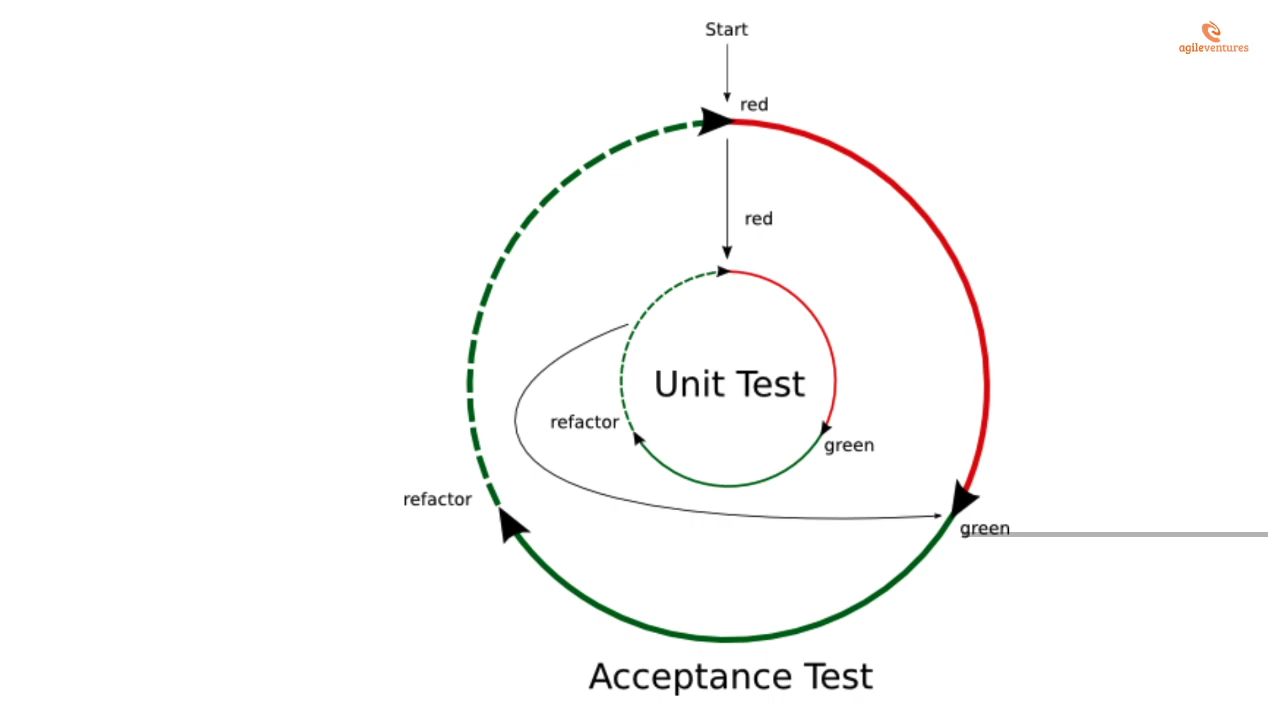 Start
agileventures
red
red
Unit Test
refactor
green
refactor
green
Acceptance Test